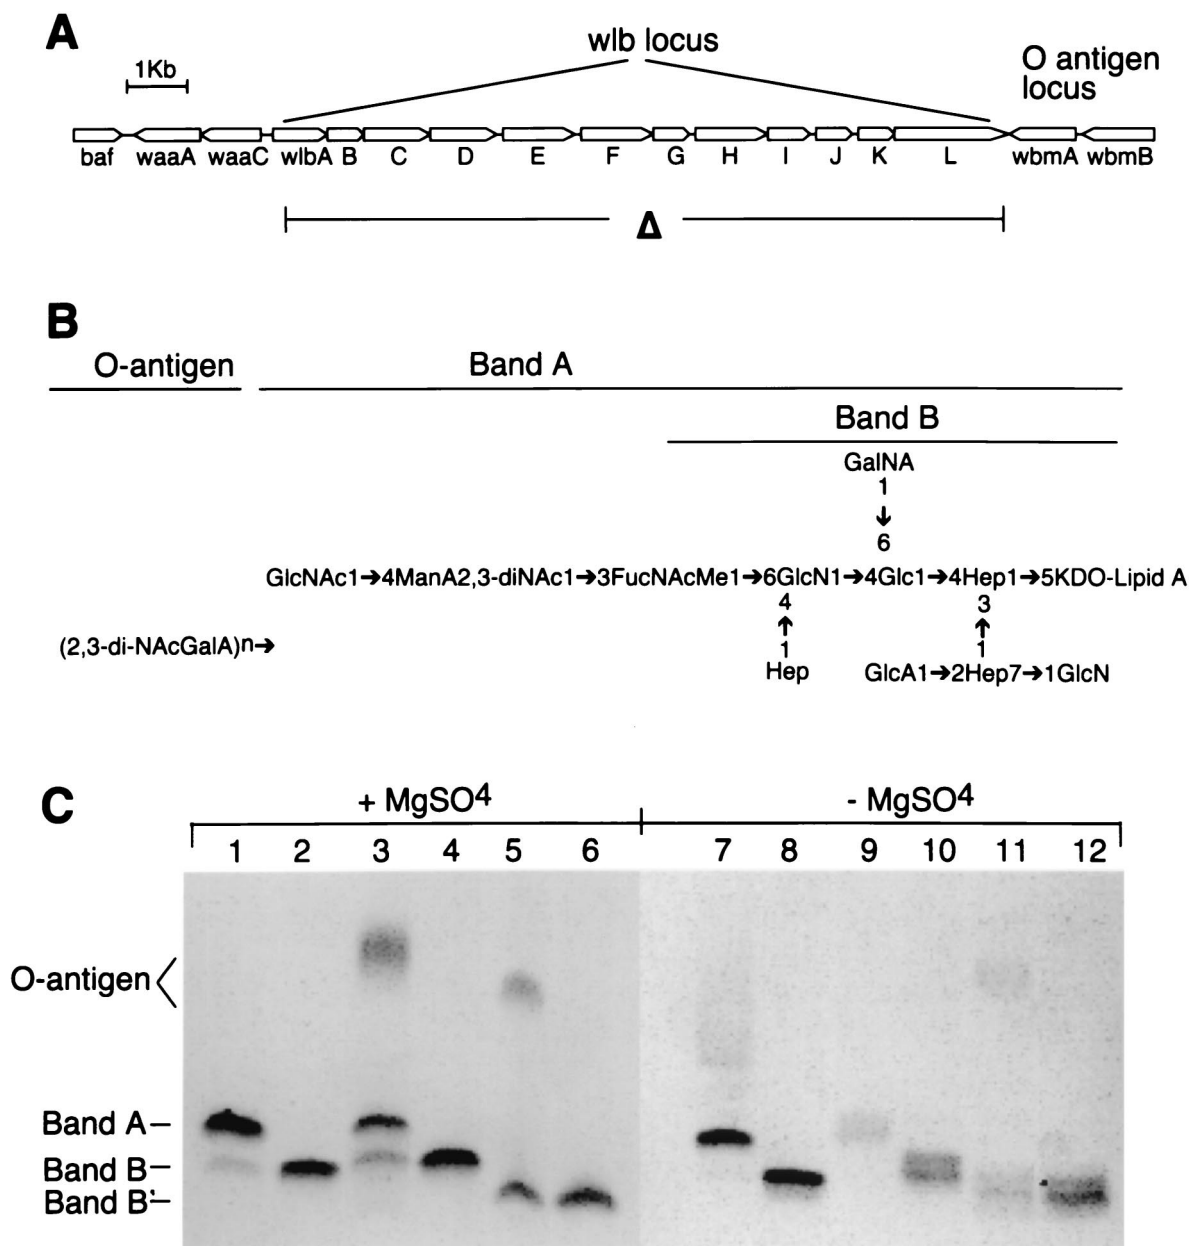 A
wlb locus
O antigen
locus
1Kb
baf waaA waaC wlbA B C D E F G H I J K L wbmA wbmB
Δ
B
O-antigen Band A
Band B
GalNA
1
↓
6
GlcNAc1→4ManA2,3-diNAc1→3FucNAcMe1→6GlcN1→4Glc1→4Hep1→5KDO-Lipid A
4 3
↑ ↑
(2,3-di-NAcGalA)n→
1 1
Hep GlcA1→2Hep7→1GlcN
C
+ MgSO4 - MgSO4
1 2 3 4 5 6 7 8 9 10 11 12
O-antigen
Band A
Band B
Band B'